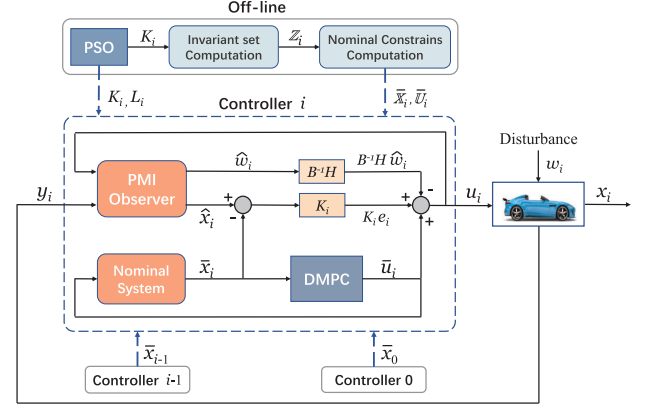 Off-line
PSO
K_i
Invariant set
Computation
ℤ_i
Nominal Constrains
Computation
K_i, L_i
Controller i
𝕏̅_i, 𝕌̅_i
Disturbance
w_i
PMI
Observer
ŵ_i
B⁻¹H
B⁻¹H ŵ_i
-
y_i
x̂_i
+
-
K_i
K_i e_i
+
+
u_i
x_i
Nominal
System
x̄_i
DMPC
ū_i
x̄_{i-1}
x̄_0
Controller i-1
Controller 0